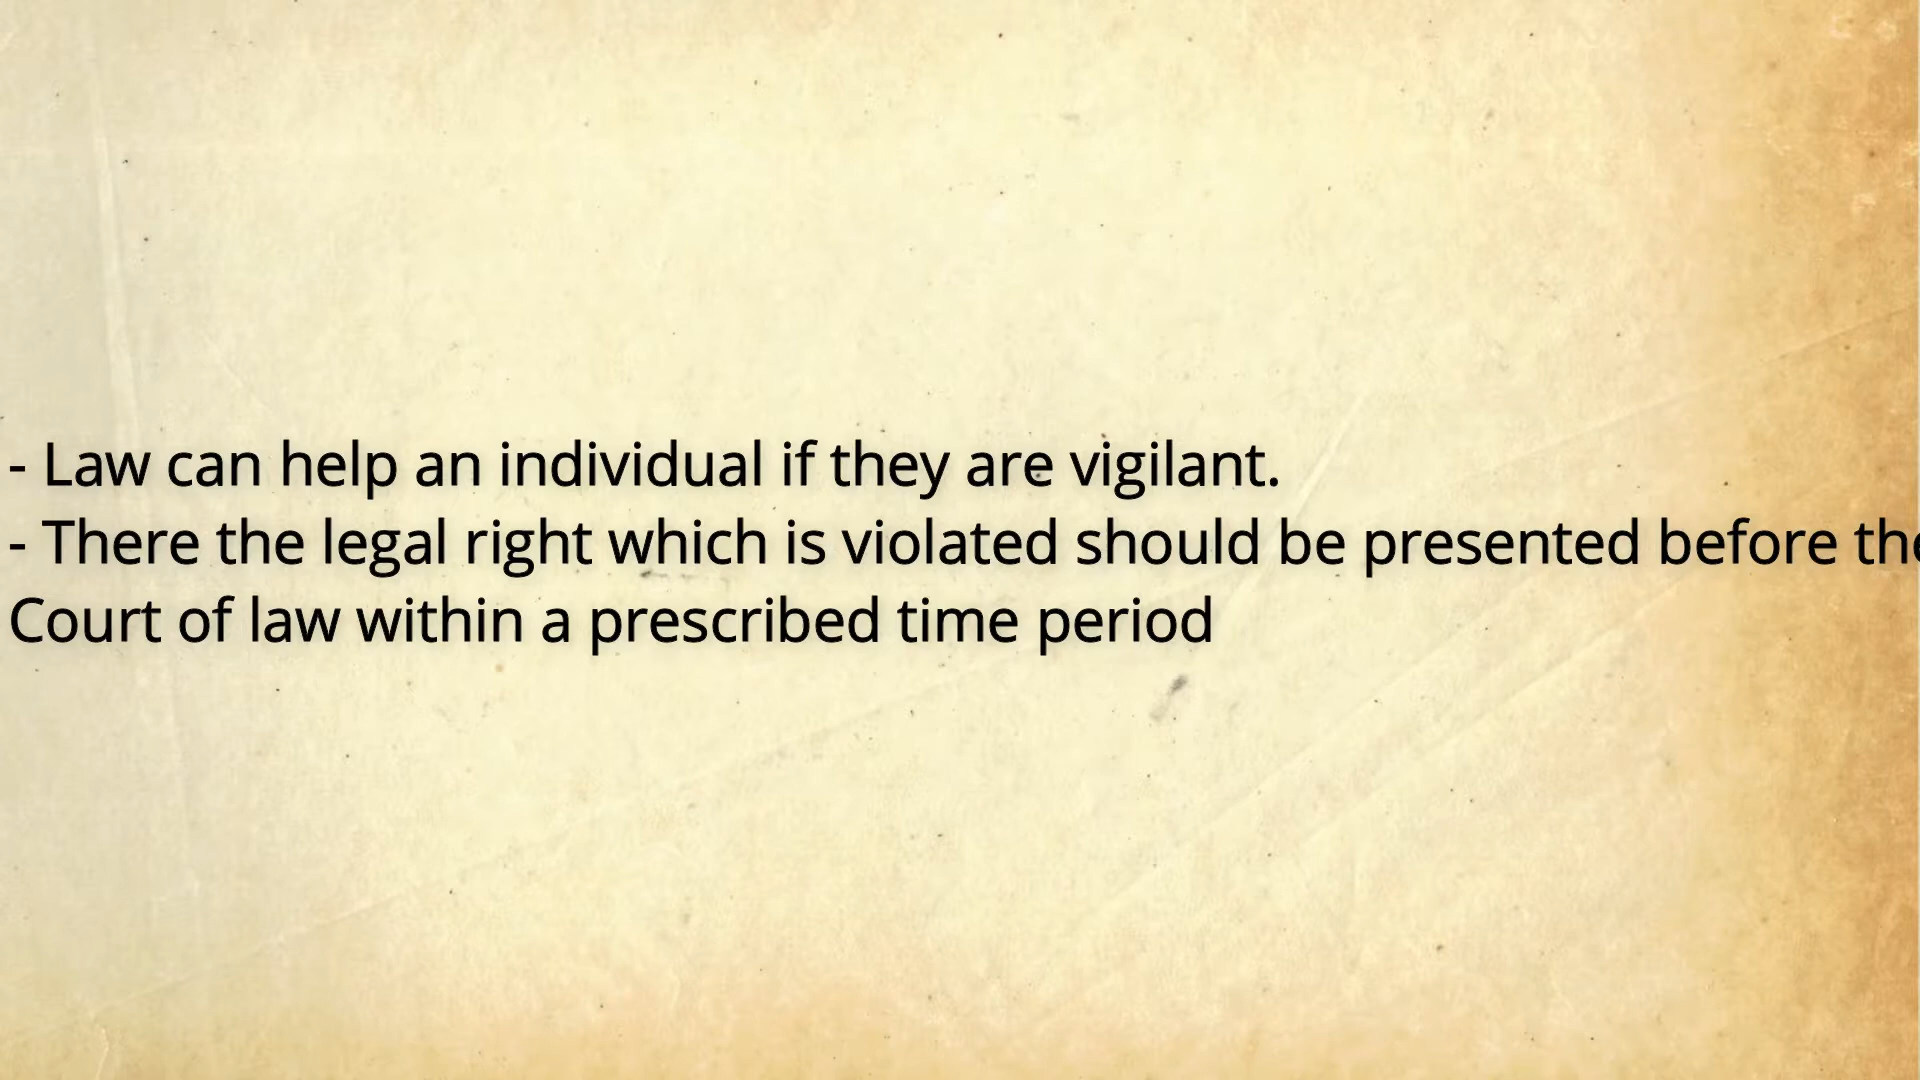 - Law can help an individual if they are vigilant.
- There the legal right which is violated should be presented before the
Court of law within a prescribed time period